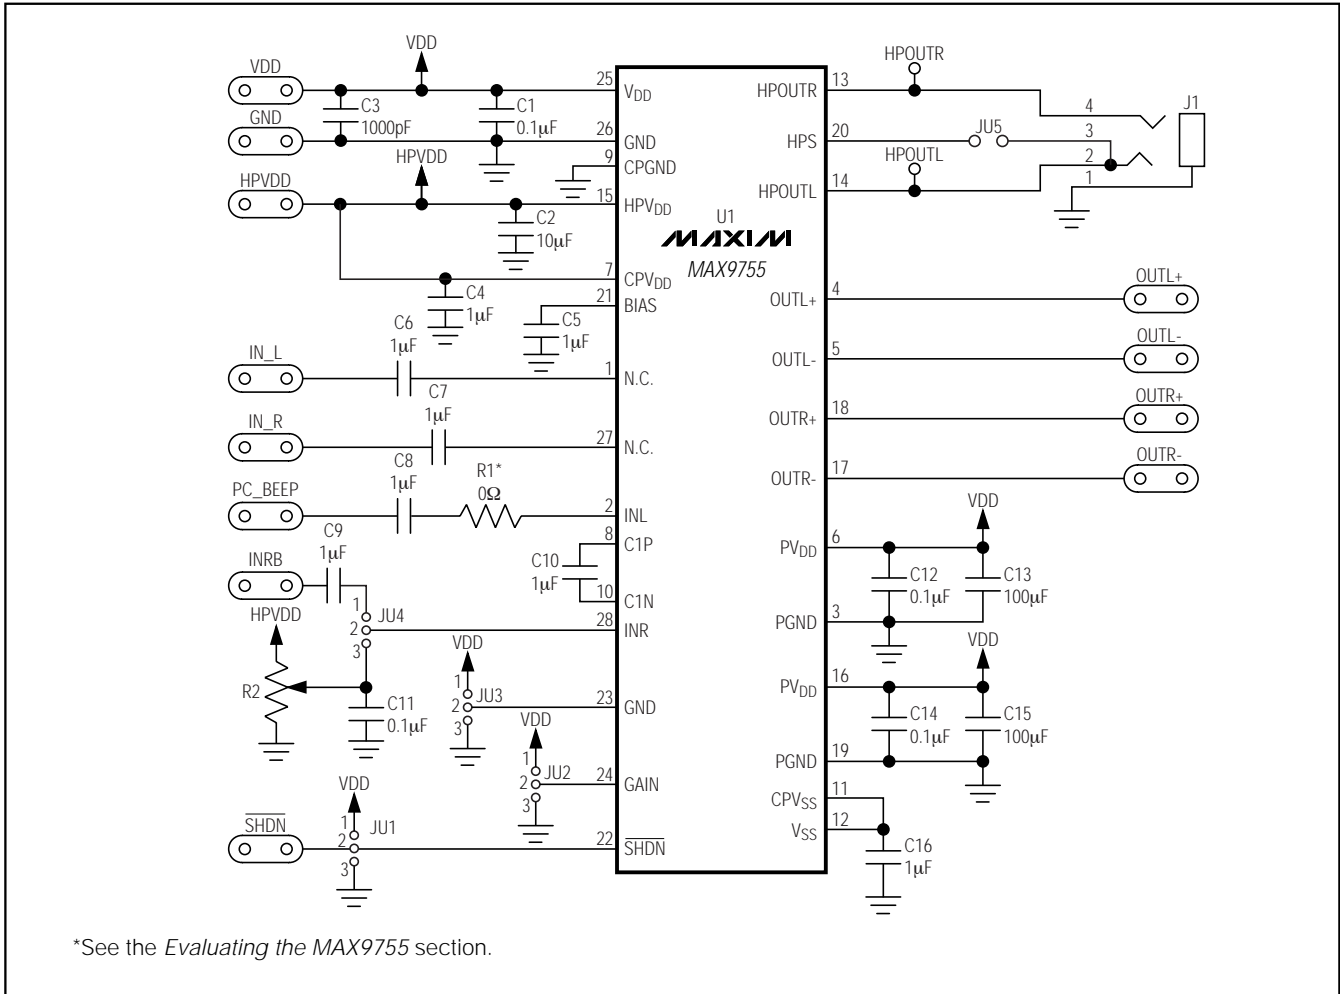 VDD
VDD
GND
C3
1000pF
C1
0.1µF
25
VDD
26
GND
9
CPGND
HPVDD
HPVDD
15
HPVDD
C2
10µF
7
CPVDD
C4
1µF
21
BIAS
C5
1µF
IN_L
C6
1µF
1
N.C.
IN_R
C7
1µF
27
N.C.
PC_BEEP
C8
1µF
R1*
0Ω
2
INL
8
C1P
C10
1µF
10
C1N
INRB
C9
1µF
1
2
3
JU4
28
INR
HPVDD
R2
C11
0.1µF
VDD
1
2
3
JU3
23
GND
VDD
1
2
3
JU2
24
GAIN
SHDN
VDD
1
2
3
JU1
22
SHDN
U1
MAXIM
MAX9755
HPOUTR
13
HPOUTR
HPS
20
JU5
HPOUTL
HPOUTL
14
4
3
2
1
J1
OUTL+
4
OUTL+
OUTL-
5
OUTL-
OUTR+
18
OUTR+
OUTR-
17
OUTR-
VDD
PVDD
6
C12
0.1µF
C13
100µF
PGND
3
VDD
PVDD
16
C14
0.1µF
C15
100µF
PGND
19
CPVSS
11
VSS
12
C16
1µF
*See the Evaluating the MAX9755 section.